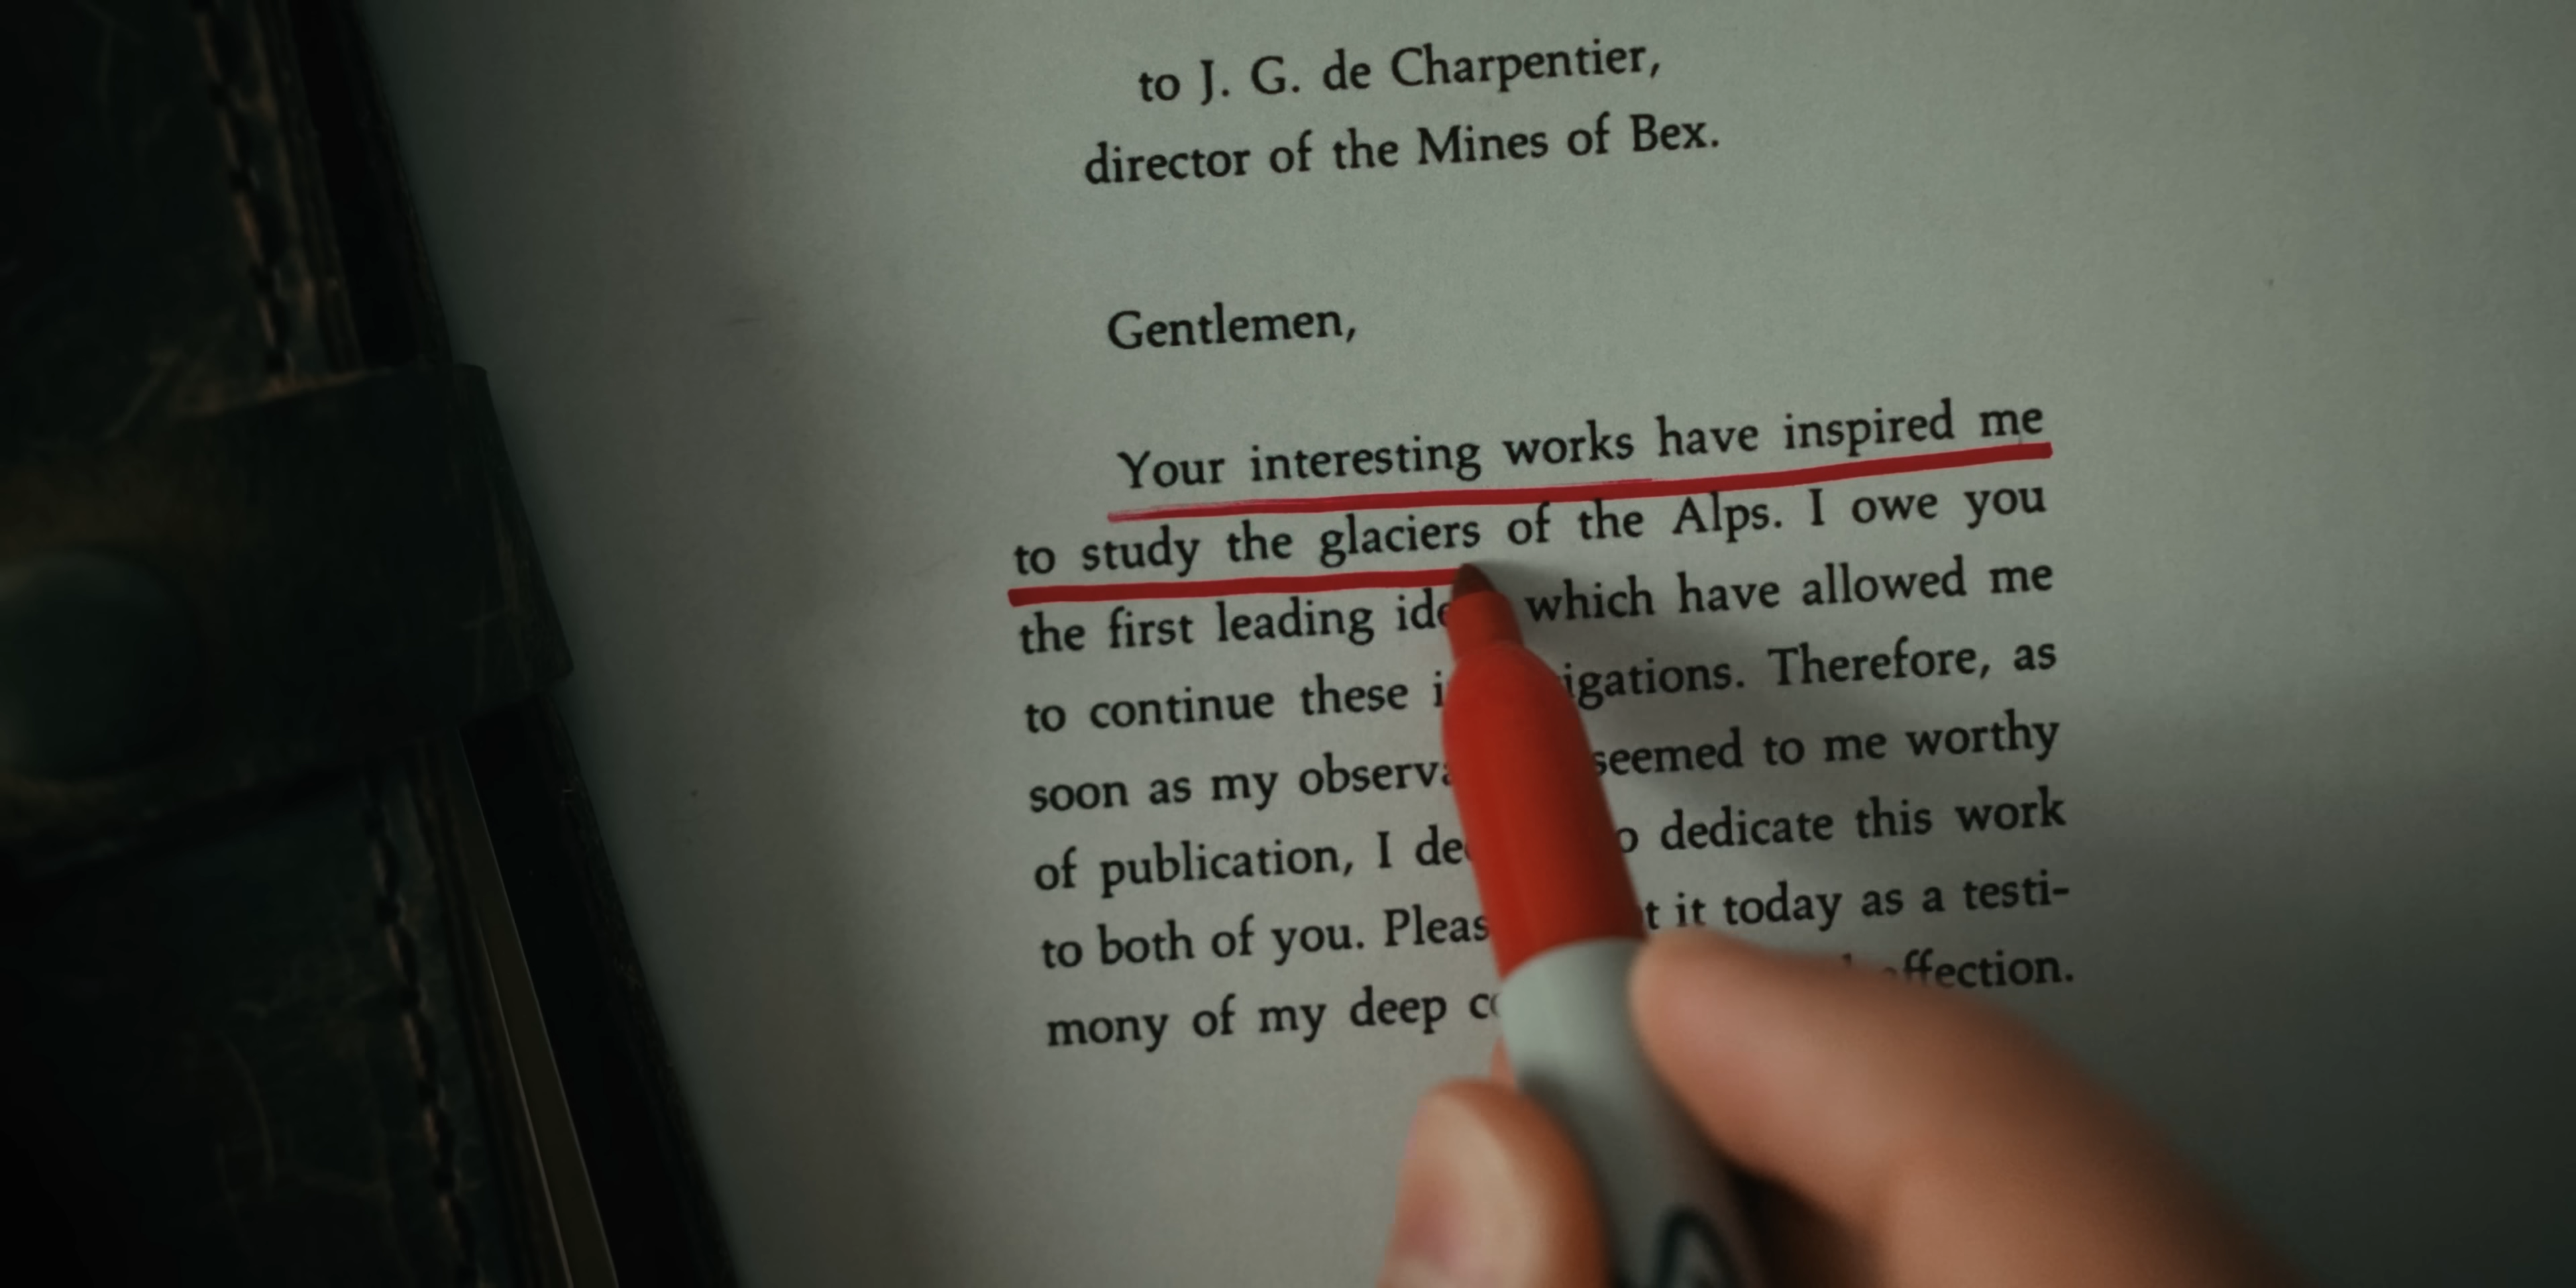 to J. G. de Charpentier,
director of the Mines of Bex.
Gentlemen,
Your interesting works have inspired me
to study the glaciers of the Alps. I owe you
the first leading which have allowed me
to continue these Therefore, as
soon as my seemed to me worthy
of publication, I dedicate this work
to both of you. it today as a testi-
mony of my deep